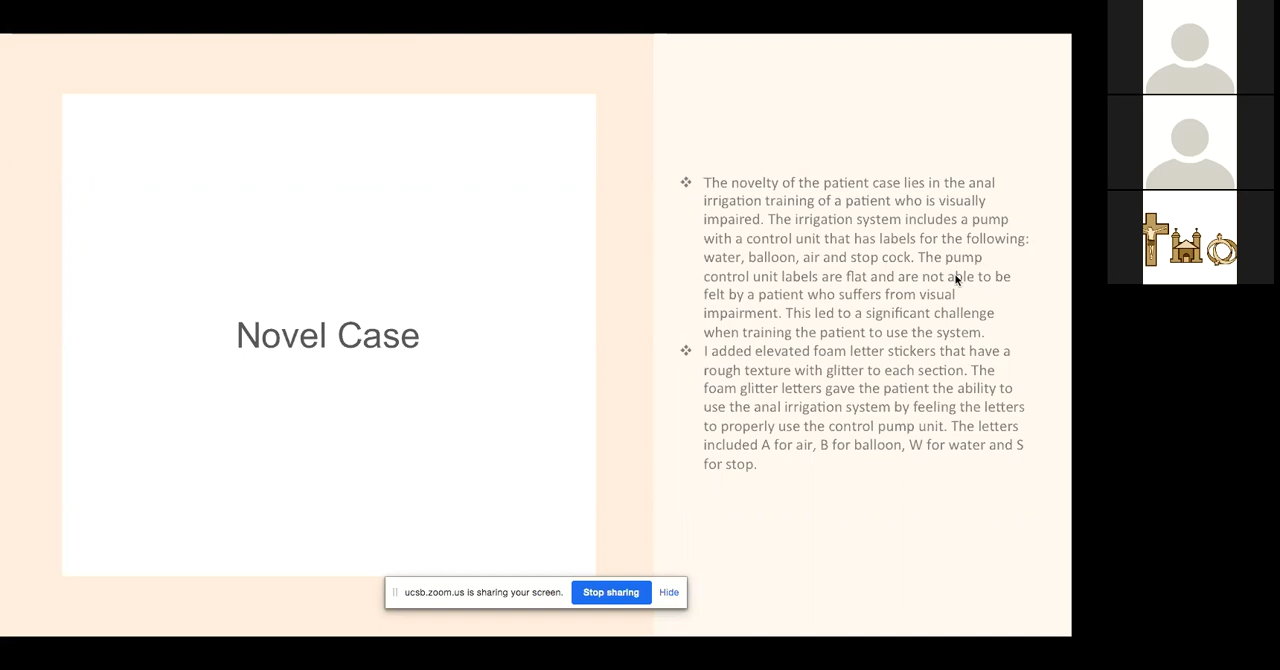 Novel Case
❖ The novelty of the patient case lies in the anal
irrigation training of a patient who is visually
impaired. The irrigation system includes a pump
with a control unit that has labels for the following:
water, balloon, air and stop cock. The pump
control unit labels are flat and are not able to be
felt by a patient who suffers from visual
impairment. This led to a significant challenge
when training the patient to use the system.
❖ I added elevated foam letter stickers that have a
rough texture with glitter to each section. The
foam glitter letters gave the patient the ability to
use the anal irrigation system by feeling the letters
to properly use the control pump unit. The letters
included A for air, B for balloon, W for water and S
for stop.
ucsb.zoom.us is sharing your screen. Stop sharing Hide